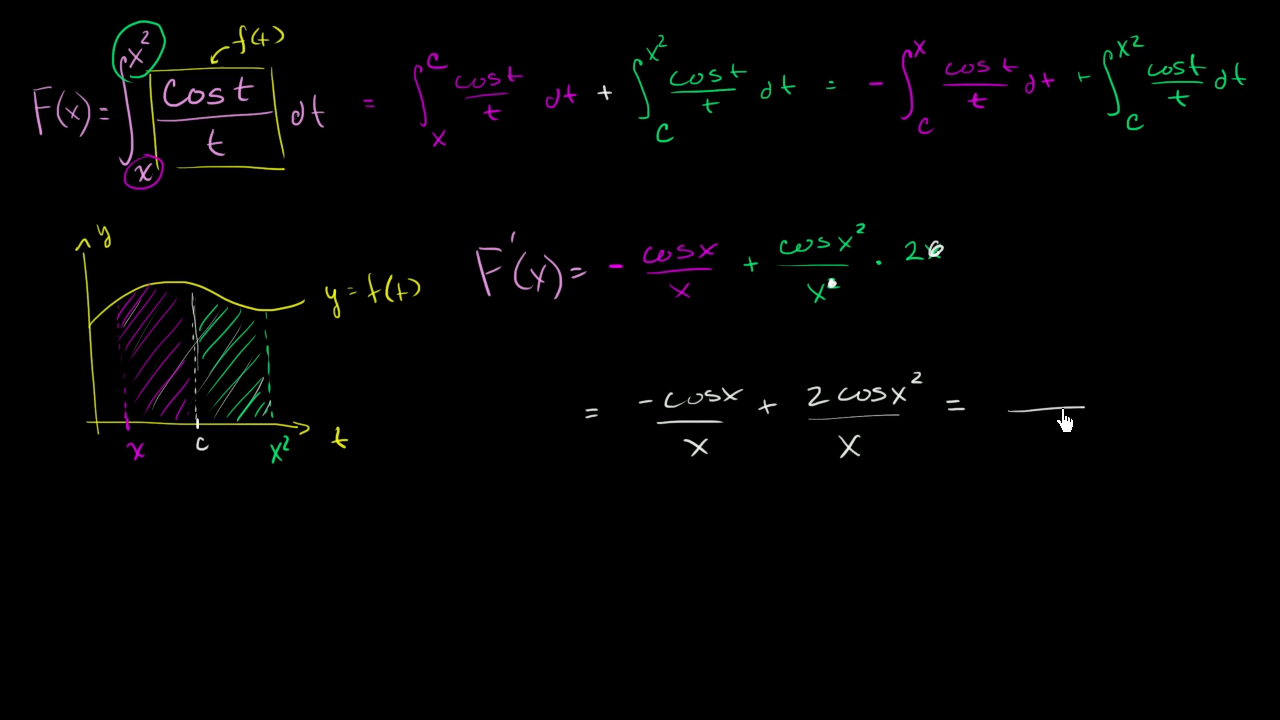 f(t)
F(x) = ∫_x^{x²} cos t / t dt = ∫_x^c cos t / t dt + ∫_c^{x²} cos t / t dt = - ∫_c^x cos t / t dt + ∫_c^{x²} cos t / t dt
y
F'(x) = - cos x / x + cos x² / x² · 2x
y = f(t)
= -cos x / x + 2 cos x² / x =
x c x² t